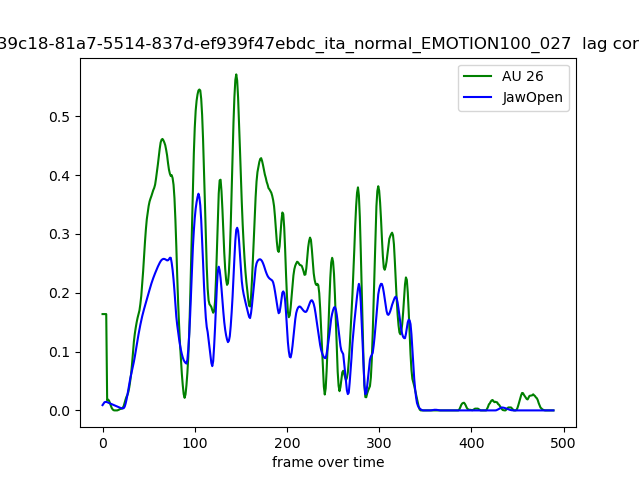 39c18-81a7-5514-837d-ef939f47ebdc_ita_normal_EMOTION100_027 lag cor
AU 26
JawOpen
0.5
0.4
0.3
0.2
0.1
0.0
0 100 200 300 400 500
frame over time